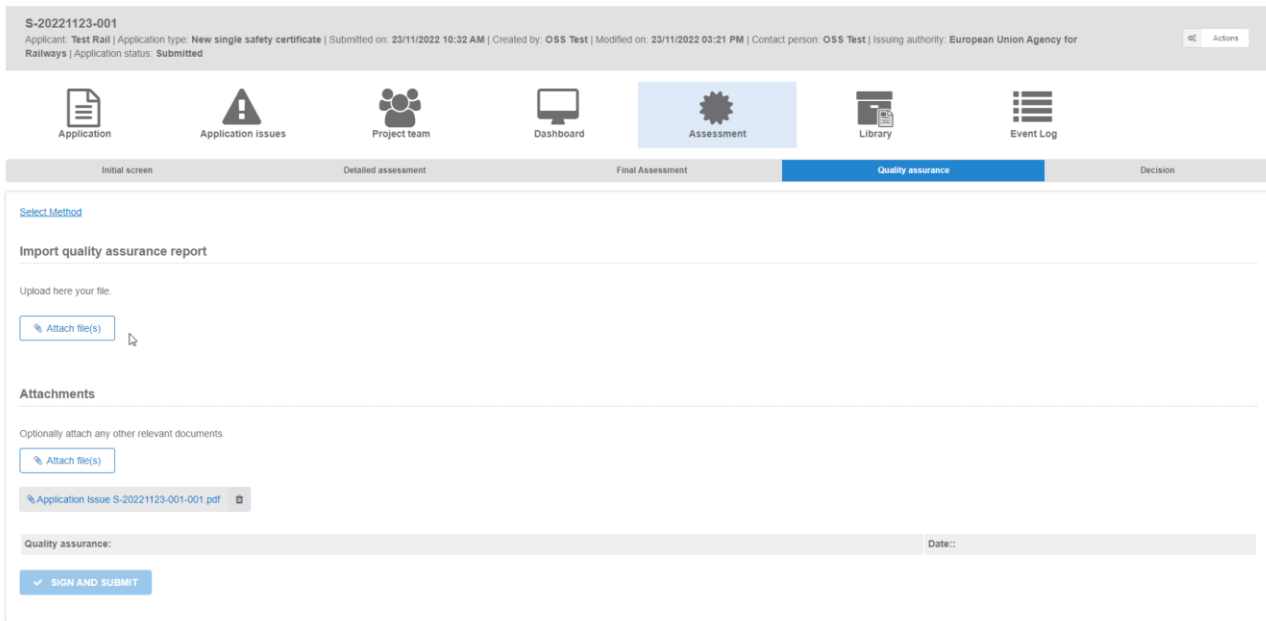 S-20221123-001
Applicant: Test Rail | Application type: New single safety certificate | Submitted on: 23/11/2022 10:32 AM | Created by: OSS Test | Modified on: 23/11/2022 03:21 PM | Contact person: OSS Test | Issuing authority: European Union Agency for
Railways | Application status: Submitted
Actions
Application
Application issues
Project team
Dashboard
Assessment
Library
Event Log
Initial screen
Detailed assessment
Final Assessment
Quality assurance
Decision
Select Method
Import quality assurance report
Upload here your file.
Attach file(s)
Attachments
Optionally attach any other relevant documents.
Attach file(s)
Application Issue S-20221123-001-001.pdf
Quality assurance:
Date::
SIGN AND SUBMIT